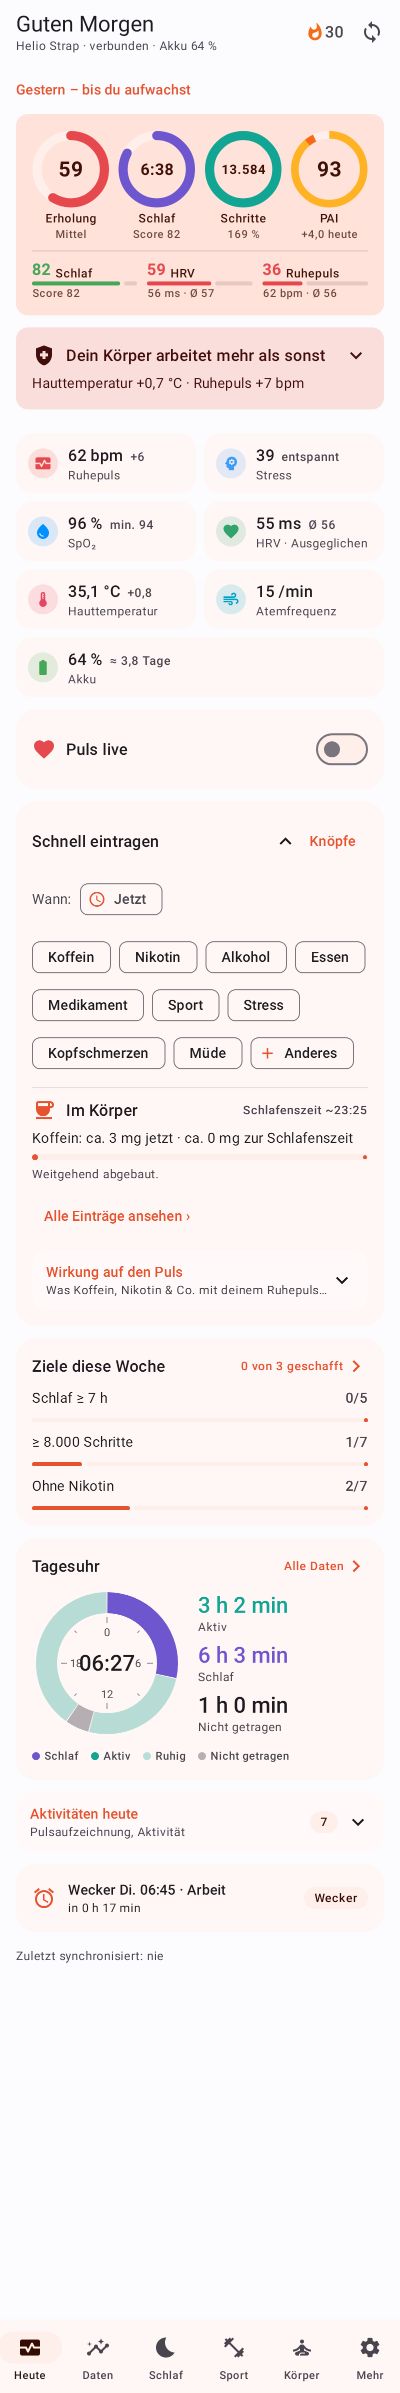 Guten Morgen
Helio Strap · verbunden · Akku 64 %
30
Gestern – bis du aufwachst
59
6:38
13.584
93
Erholung
Schlaf
Schritte
PAI
Mittel
Score 82
169 %
+4,0 heute
82 Schlaf
59 HRV
36 Ruhepuls
Score 82
56 ms · Ø 57
62 bpm · Ø 56
Dein Körper arbeitet mehr als sonst
Hauttemperatur +0,7 °C · Ruhepuls +7 bpm
62 bpm +6
Ruhepuls
39 entspannt
Stress
96 % min. 94
SpO₂
55 ms Ø 56
HRV · Ausgeglichen
35,1 °C +0,8
Hauttemperatur
15 /min
Atemfrequenz
64 % ≈ 3,8 Tage
Akku
Puls live
Schnell eintragen
Knöpfe
Wann:
Jetzt
Koffein
Nikotin
Alkohol
Essen
Medikament
Sport
Stress
Kopfschmerzen
Müde
+ Anderes
Im Körper
Schlafenszeit ~23:25
Koffein: ca. 3 mg jetzt · ca. 0 mg zur Schlafenszeit
Weitgehend abgebaut.
Alle Einträge ansehen ›
Wirkung auf den Puls
Was Koffein, Nikotin & Co. mit deinem Ruhepuls…
Ziele diese Woche
0 von 3 geschafft
Schlaf ≥ 7 h
0/5
≥ 8.000 Schritte
1/7
Ohne Nikotin
2/7
Tagesuhr
Alle Daten
0
18
06:27
6
12
3 h 2 min
Aktiv
6 h 3 min
Schlaf
1 h 0 min
Nicht getragen
Schlaf
Aktiv
Ruhig
Nicht getragen
Aktivitäten heute
Pulsaufzeichnung, Aktivität
7
Wecker Di. 06:45 · Arbeit
in 0 h 17 min
Wecker
Zuletzt synchronisiert: nie
Heute
Daten
Schlaf
Sport
Körper
Mehr